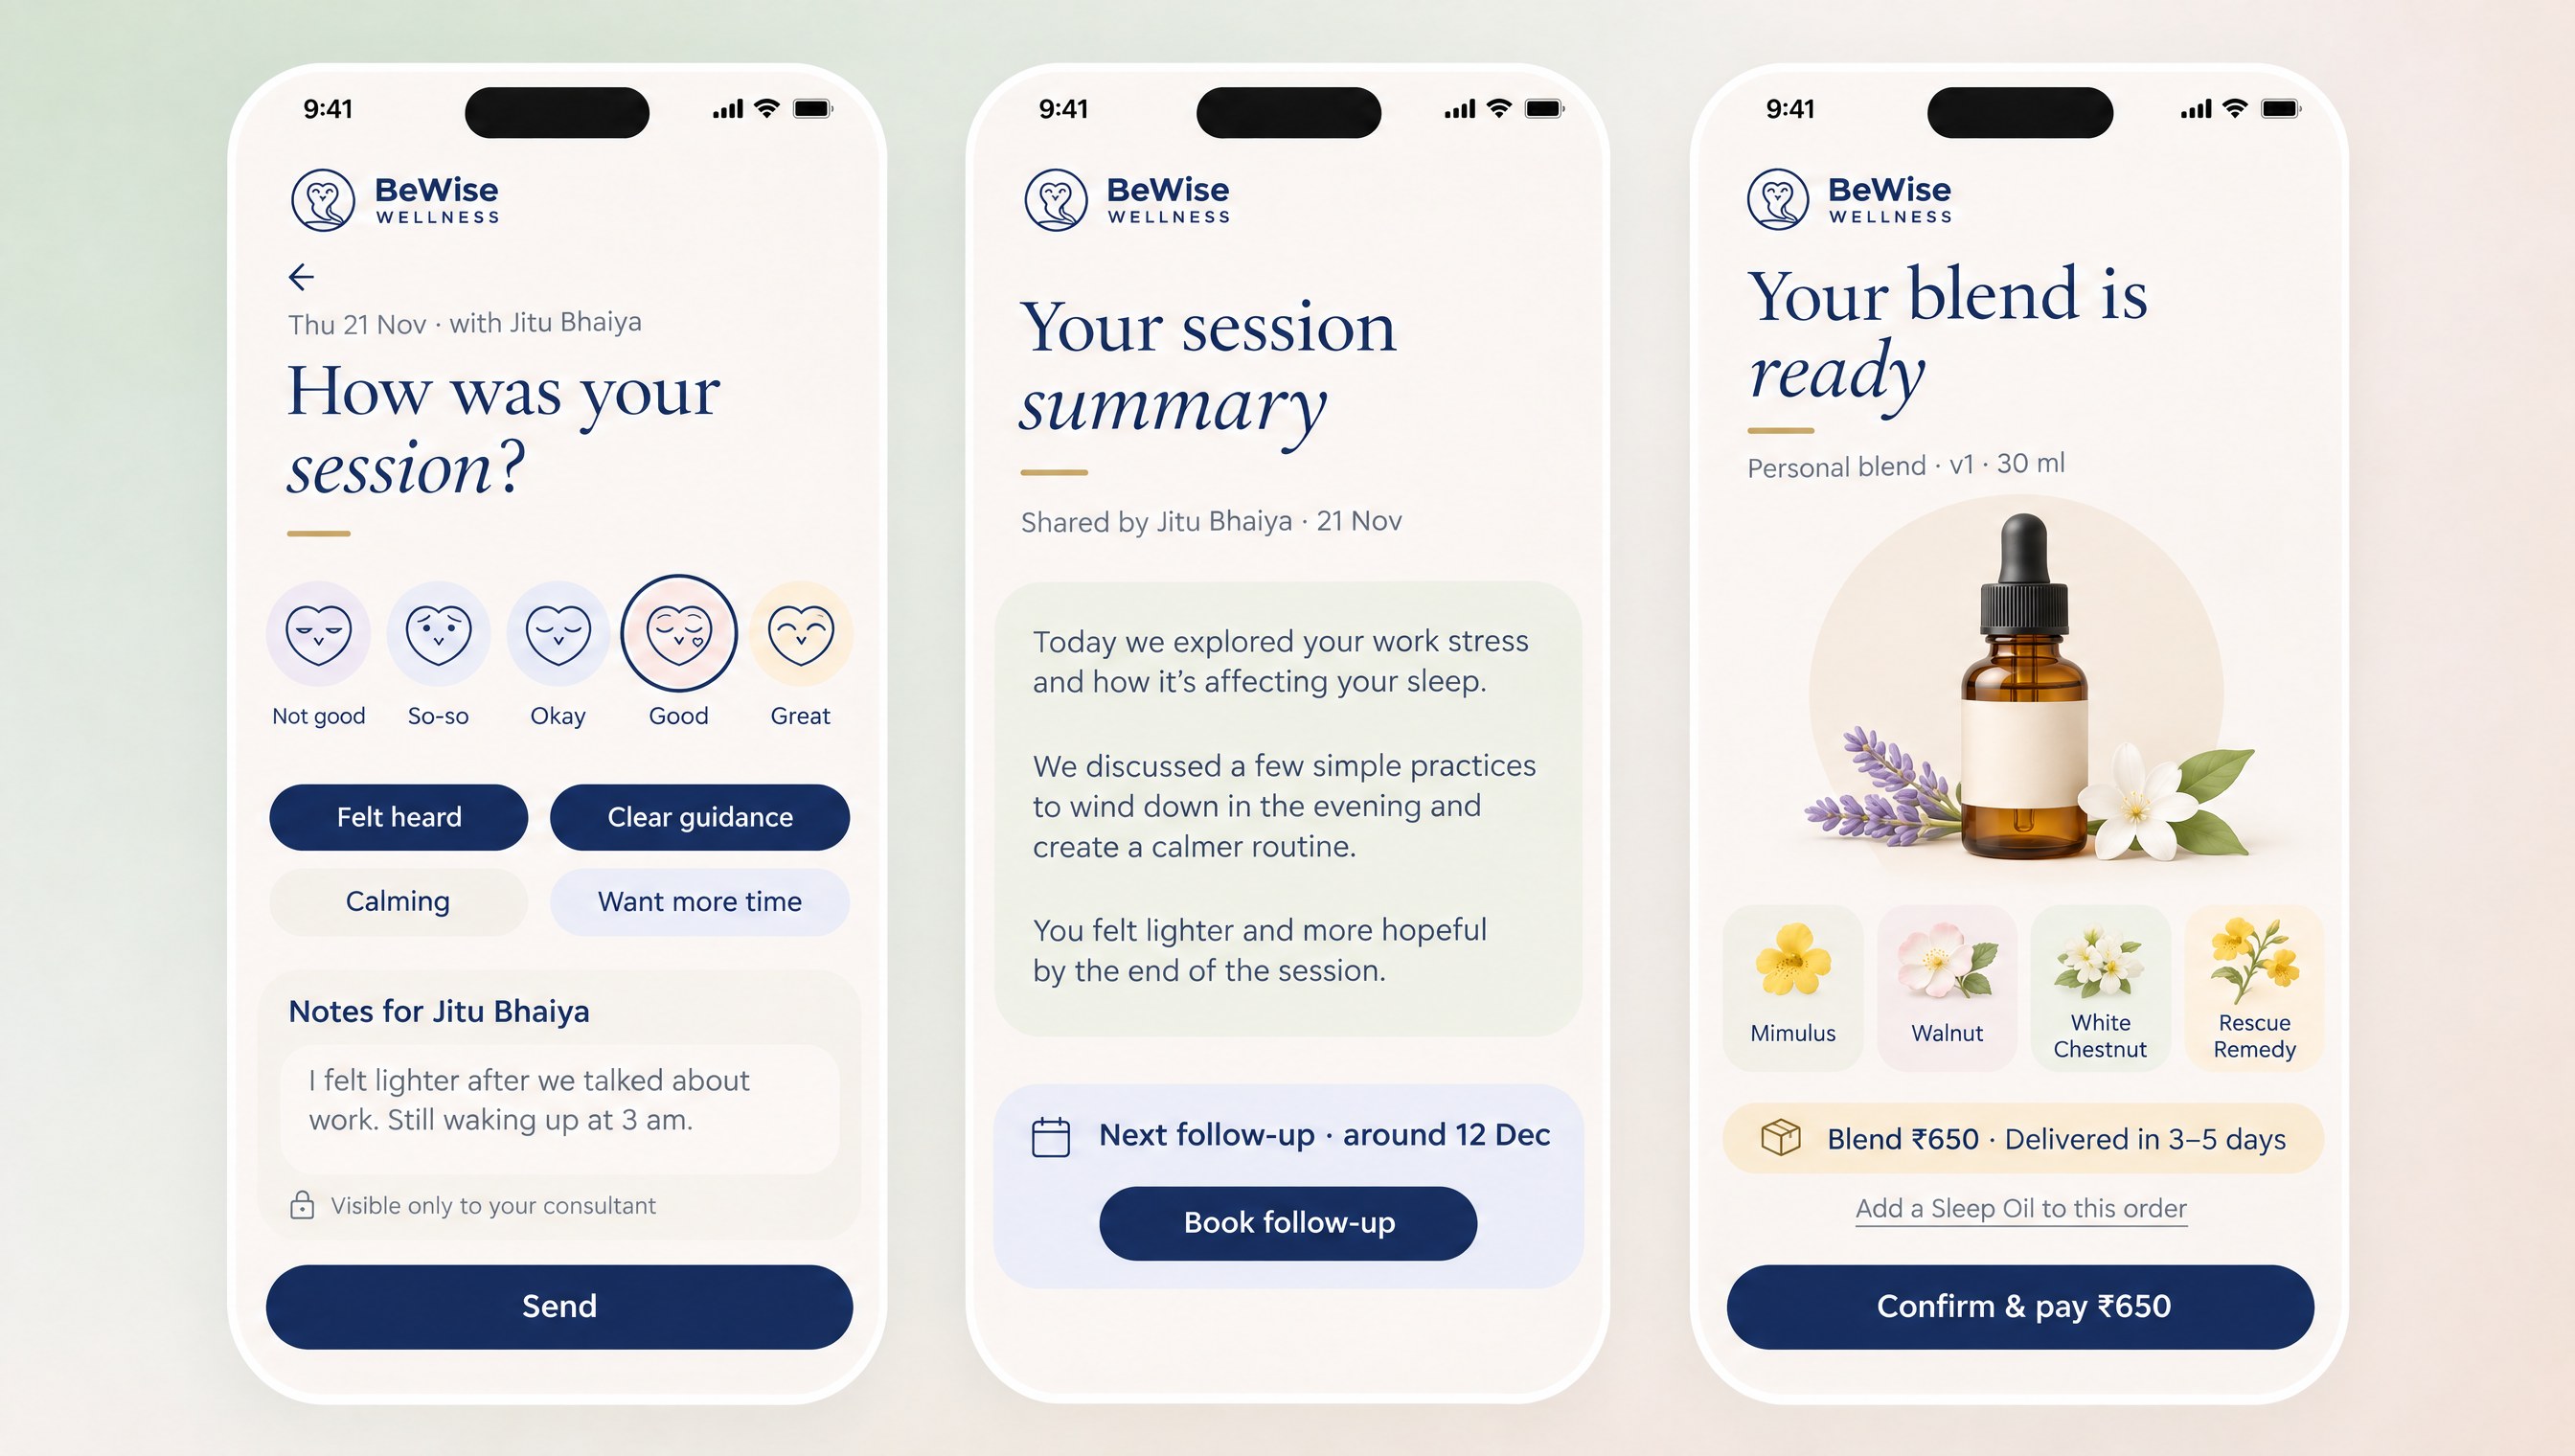 9:41
BeWise
WELLNESS
←
Thu 21 Nov · with Jitu Bhaiya
How was your
session?
Not good
So-so
Okay
Good
Great
Felt heard
Clear guidance
Calming
Want more time
Notes for Jitu Bhaiya
I felt lighter after we talked about
work. Still waking up at 3 am.
Visible only to your consultant
Send
9:41
BeWise
WELLNESS
Your session
summary
Shared by Jitu Bhaiya · 21 Nov
Today we explored your work stress
and how it’s affecting your sleep.
We discussed a few simple practices
to wind down in the evening and
create a calmer routine.
You felt lighter and more hopeful
by the end of the session.
Next follow-up · around 12 Dec
Book follow-up
9:41
BeWise
WELLNESS
Your blend is
ready
Personal blend · v1 · 30 ml
Mimulus
Walnut
White
Chestnut
Rescue
Remedy
Blend ₹650 · Delivered in 3–5 days
Add a Sleep Oil to this order
Confirm & pay ₹650